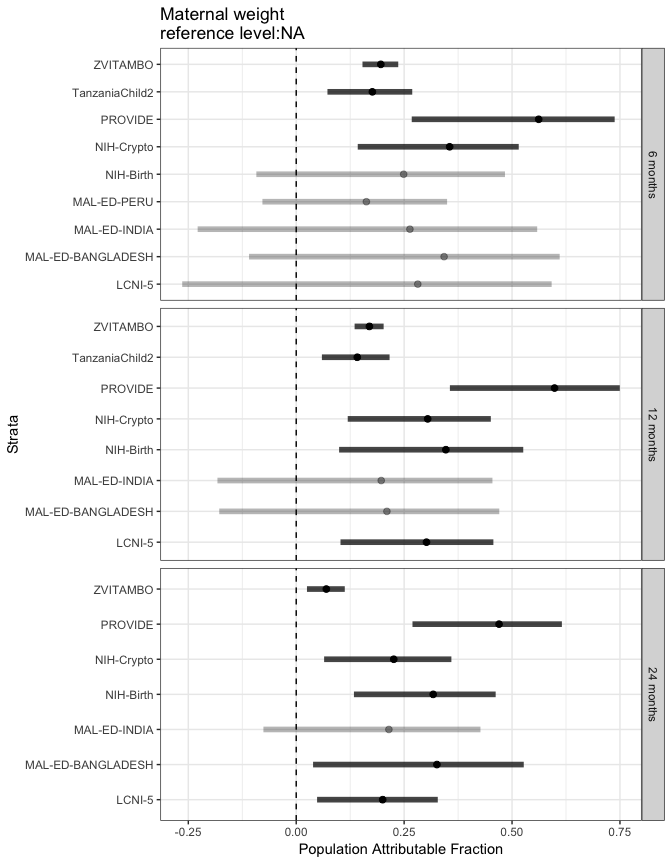 Maternal weight
reference level:NA
ZVITAMBO
TanzaniaChild2
PROVIDE
NIH-Crypto
NIH-Birth
MAL-ED-PERU
MAL-ED-INDIA
MAL-ED-BANGLADESH
LCNI-5
6 months
ZVITAMBO
TanzaniaChild2
PROVIDE
NIH-Crypto
NIH-Birth
MAL-ED-INDIA
MAL-ED-BANGLADESH
LCNI-5
12 months
ZVITAMBO
PROVIDE
NIH-Crypto
NIH-Birth
MAL-ED-INDIA
MAL-ED-BANGLADESH
LCNI-5
24 months
Strata
-0.25 0.00 0.25 0.50 0.75
Population Attributable Fraction